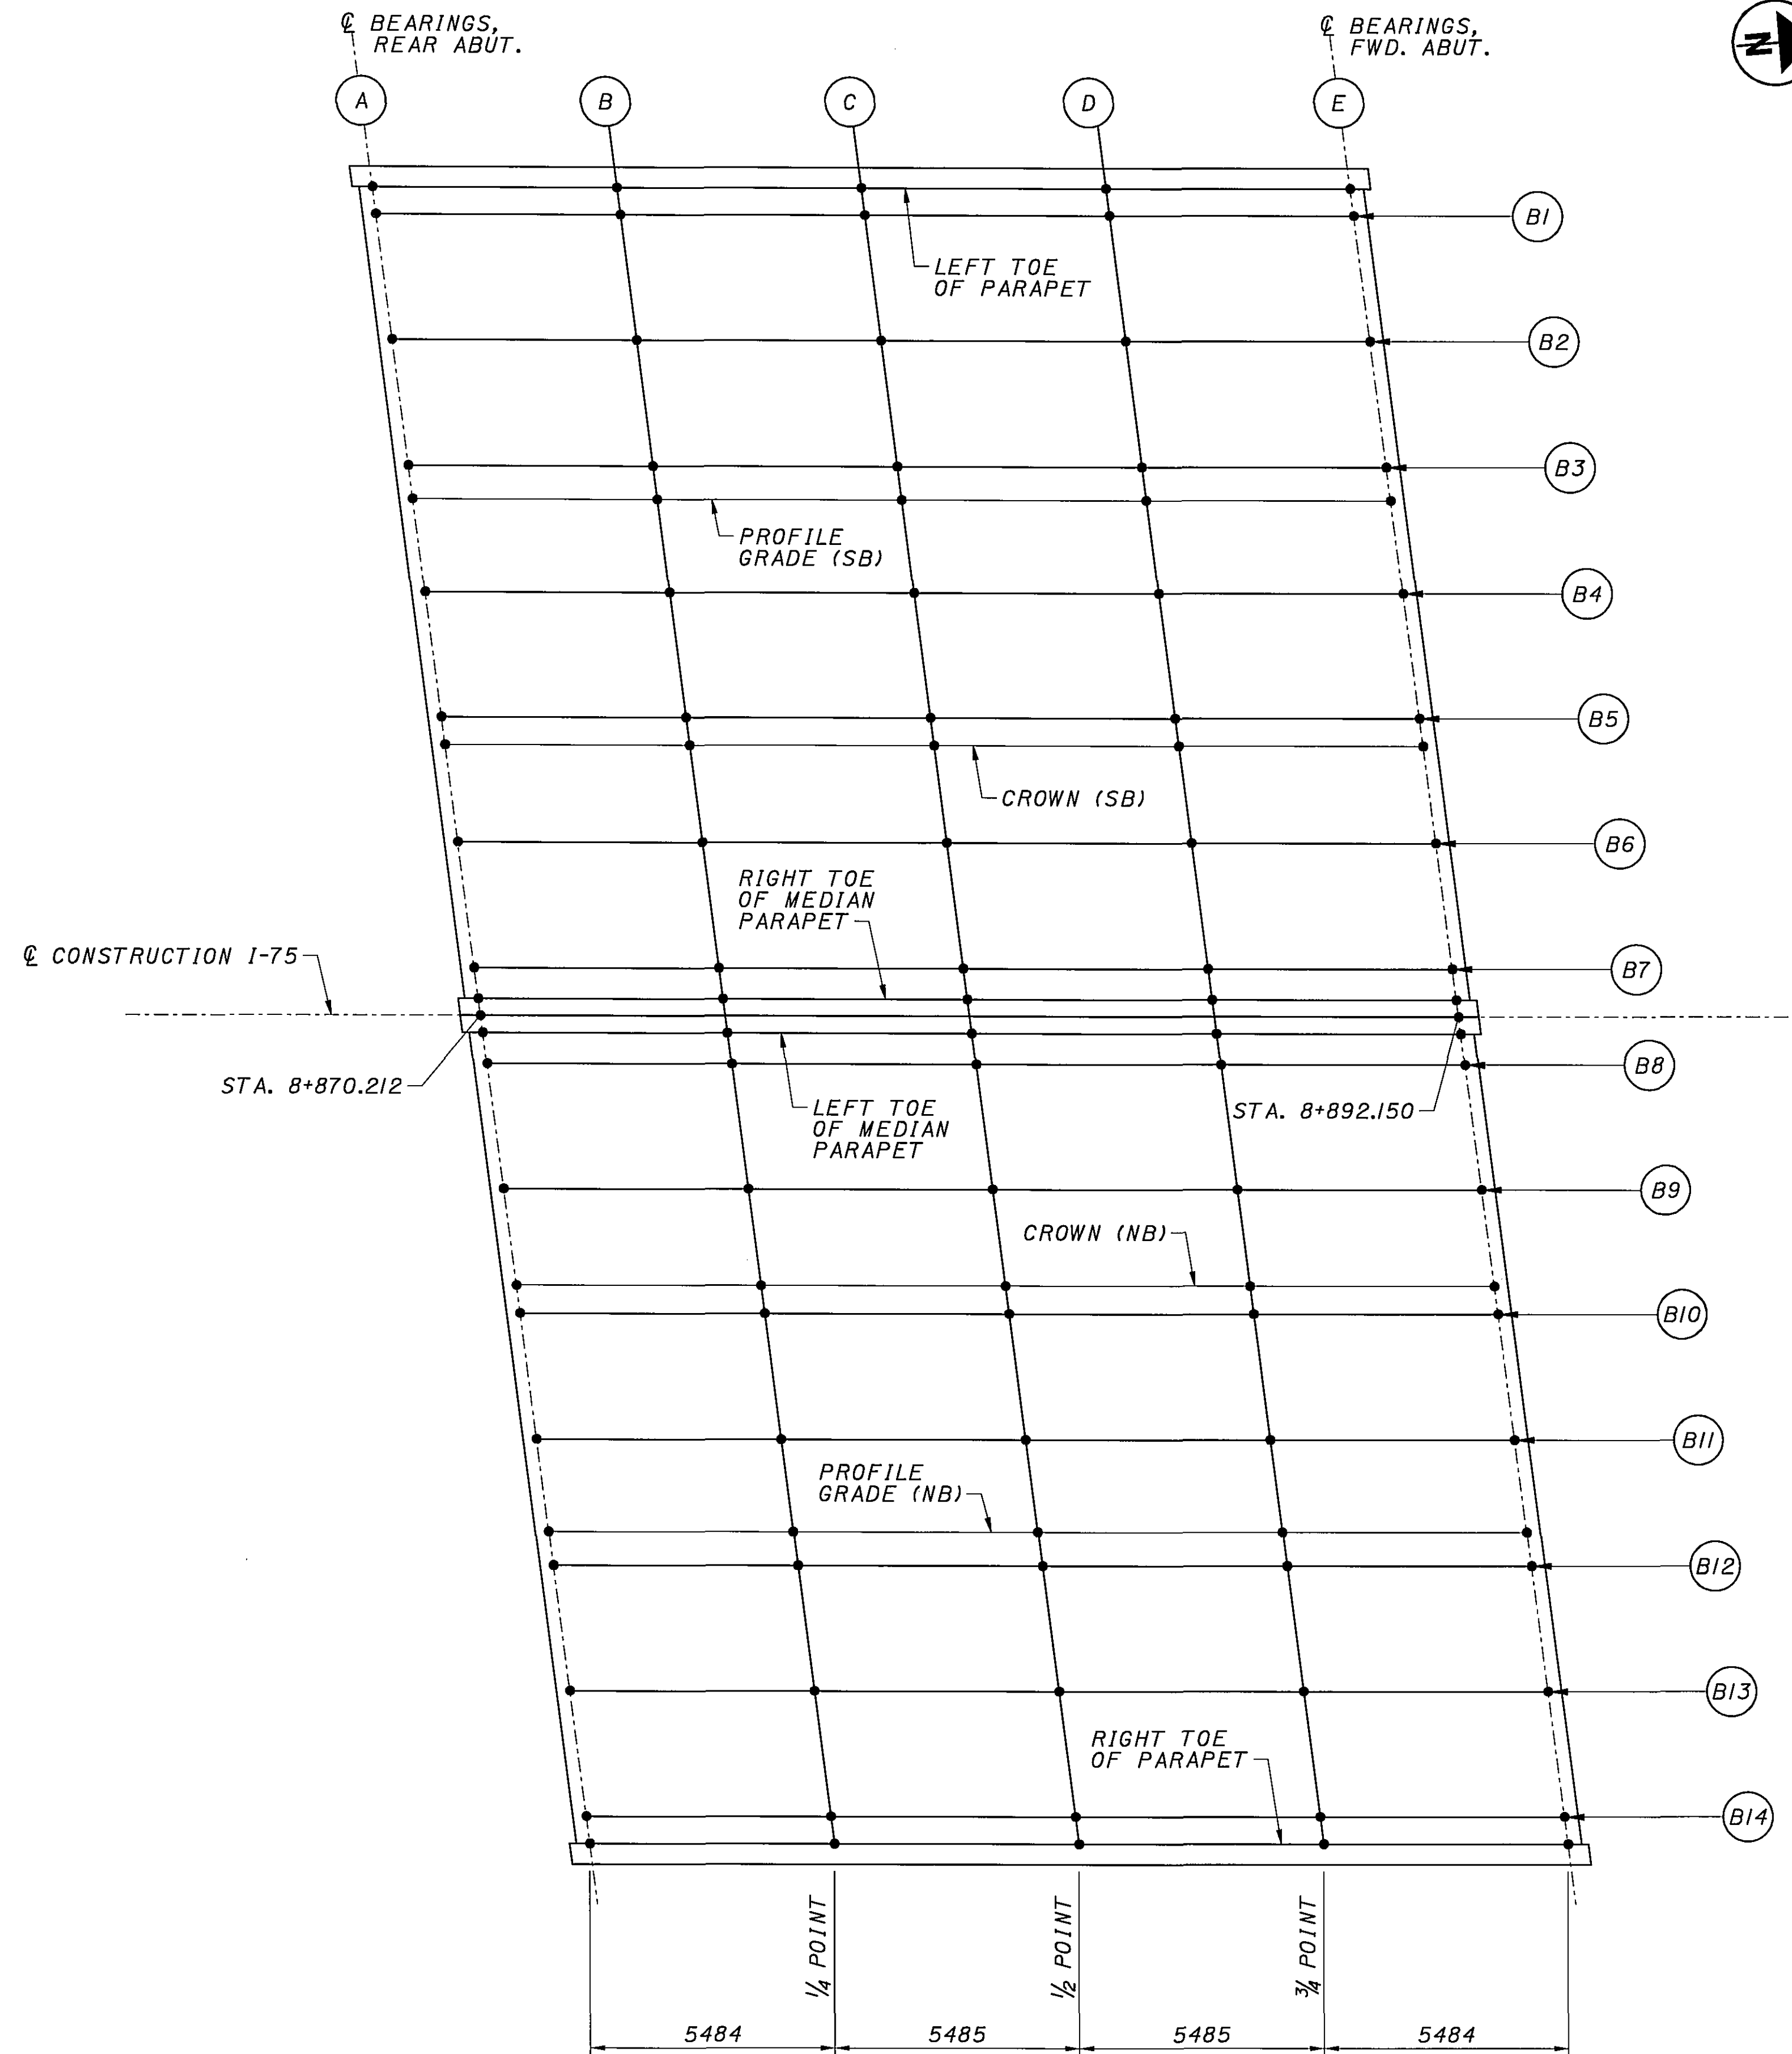 ℄ BEARINGS,
REAR ABUT.
℄ BEARINGS,
FWD. ABUT.
N
A
B
C
D
E
B1
LEFT TOE
OF PARAPET
B2
B3
PROFILE
GRADE (SB)
B4
B5
CROWN (SB)
B6
RIGHT TOE
OF MEDIAN
PARAPET
℄ CONSTRUCTION I-75
B7
B8
STA. 8+870.212
LEFT TOE
OF MEDIAN
PARAPET
STA. 8+892.150
B9
CROWN (NB)
B10
B11
PROFILE
GRADE (NB)
B12
B13
RIGHT TOE
OF PARAPET
B14
1/4 POINT
1/2 POINT
3/4 POINT
5484
5485
5485
5484